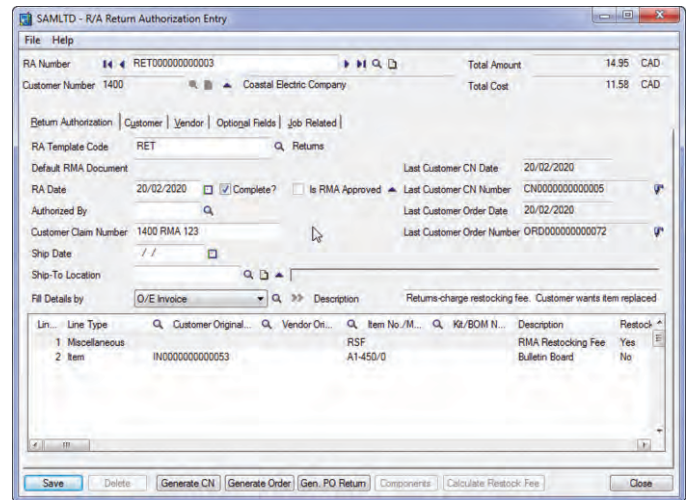 SAMLTD - R/A Return Authorization Entry
File Help
RA Number RET000000000003 Total Amount 14.95 CAD
Customer Number 1400 Coastal Electric Company Total Cost 11.58 CAD
Return Authorization Customer Vendor Optional Fields Job Related
RA Template Code RET Returns
Default RMA Document Last Customer CN Date 20/02/2020
RA Date 20/02/2020 Complete? Is RMA Approved Last Customer CN Number CN0000000000005
Authorized By Last Customer Order Date 20/02/2020
Customer Claim Number 1400 RMA 123 Last Customer Order Number ORD000000000072
Ship Date / /
Ship-To Location
Fill Details by O/E Invoice Description Returns-charge restocking fee. Customer wants item replaced
Lin... Line Type Customer Original... Vendor Ori... Item No./M... Kit/BOM N... Description Restock
1 Miscellaneous RSF RMA Restocking Fee Yes
2 Item IN0000000000053 A1-450/0 Bulletin Board No
Save Delete Generate CN Generate Order Gen. PO Return Components Calculate Restock Fee Close